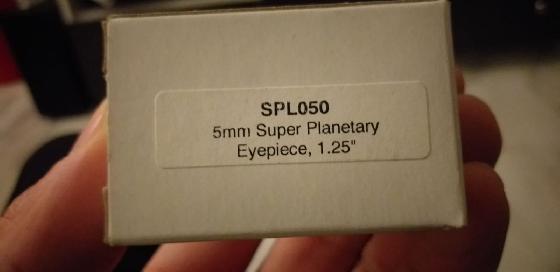 SPL050
5mm Super Planetary
Eyepiece, 1.25"